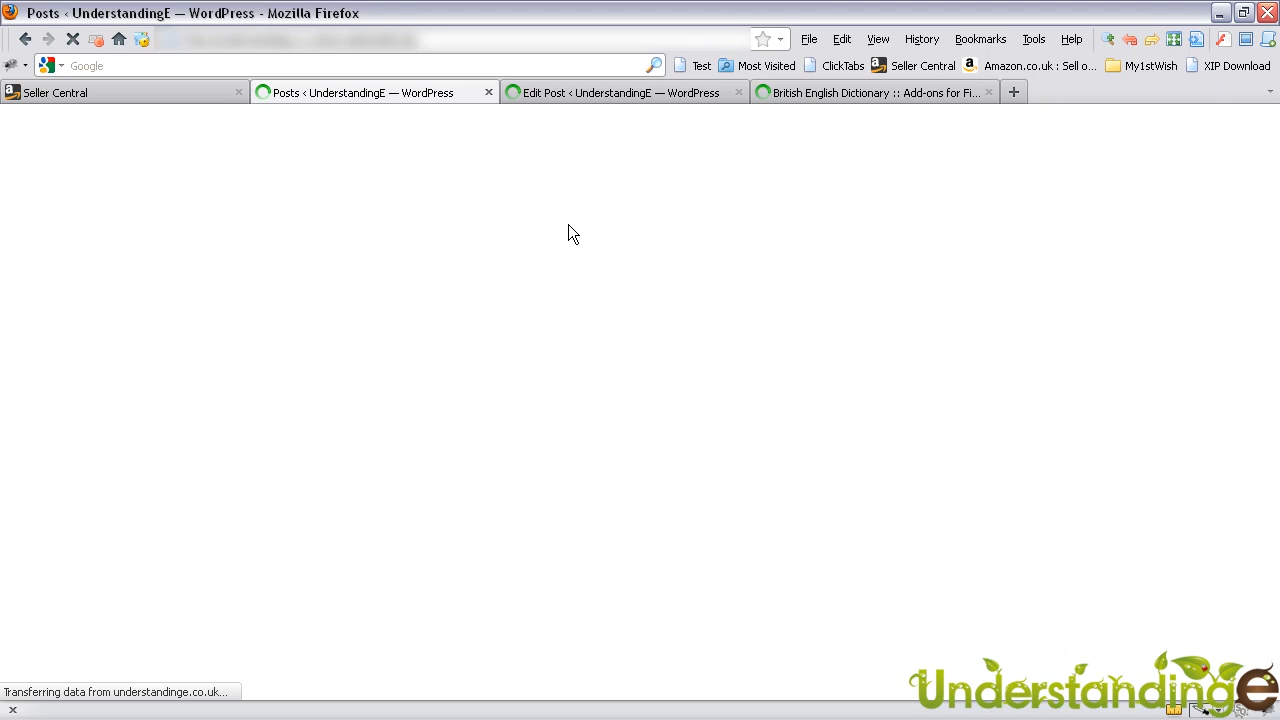 Posts ‹ UnderstandingE — WordPress - Mozilla Firefox
File Edit View History Bookmarks Tools Help
Google Test Most Visited ClickTabs Seller Central Amazon.co.uk : Sell o... My1stWish XIP Download
Seller Central Posts ‹ UnderstandingE — WordPress Edit Post ‹ UnderstandingE — WordPress British English Dictionary :: Add-ons for Fi...
Transferring data from understandinge.co.uk...
UnderstandingE